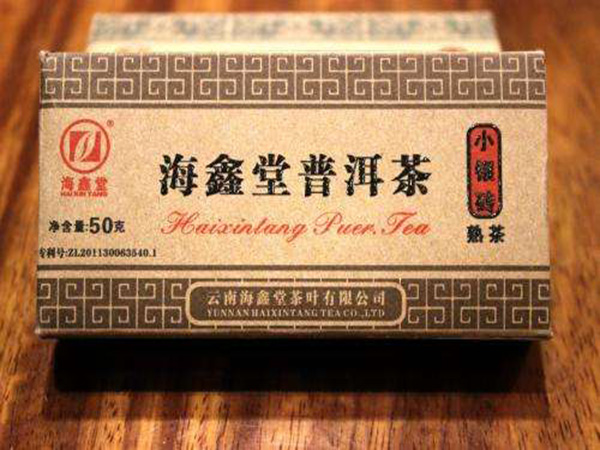 海鑫堂
HAIXIN TANG
净含量:50克
专利号:ZL201130063540.1
海鑫堂普洱茶
Haixintang Puer.Tea
小银砖
熟茶
云南海鑫堂茶叶有限公司
YUNNAN HAIXINTANG TEA CO.,LTD